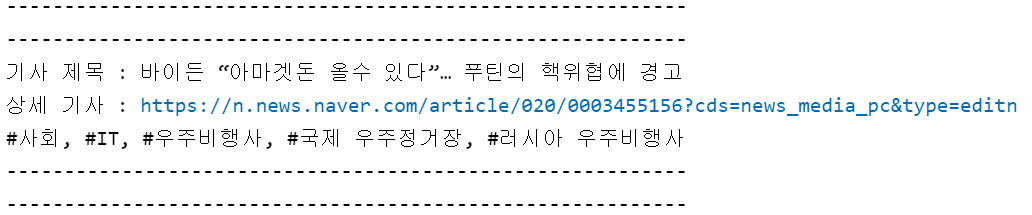 ------------------------------------------------------------
------------------------------------------------------------
기사 제목 : 바이든 “아마겟돈 올수 있다”… 푸틴의 핵위협에 경고
상세 기사 : https://n.news.naver.com/article/020/0003455156?cds=news_media_pc&type=editn
#사회, #IT, #우주비행사, #국제 우주정거장, #러시아 우주비행사
------------------------------------------------------------
------------------------------------------------------------